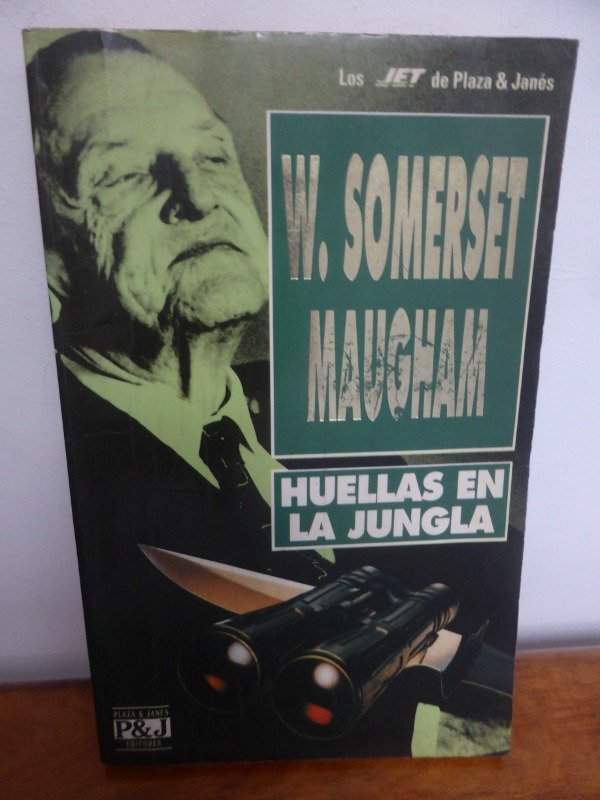 Los JET de Plaza & Janés
W. SOMERSET
MAUGHAM
HUELLAS EN
LA JUNGLA
PLAZA & JANES
P&J
EDITORES